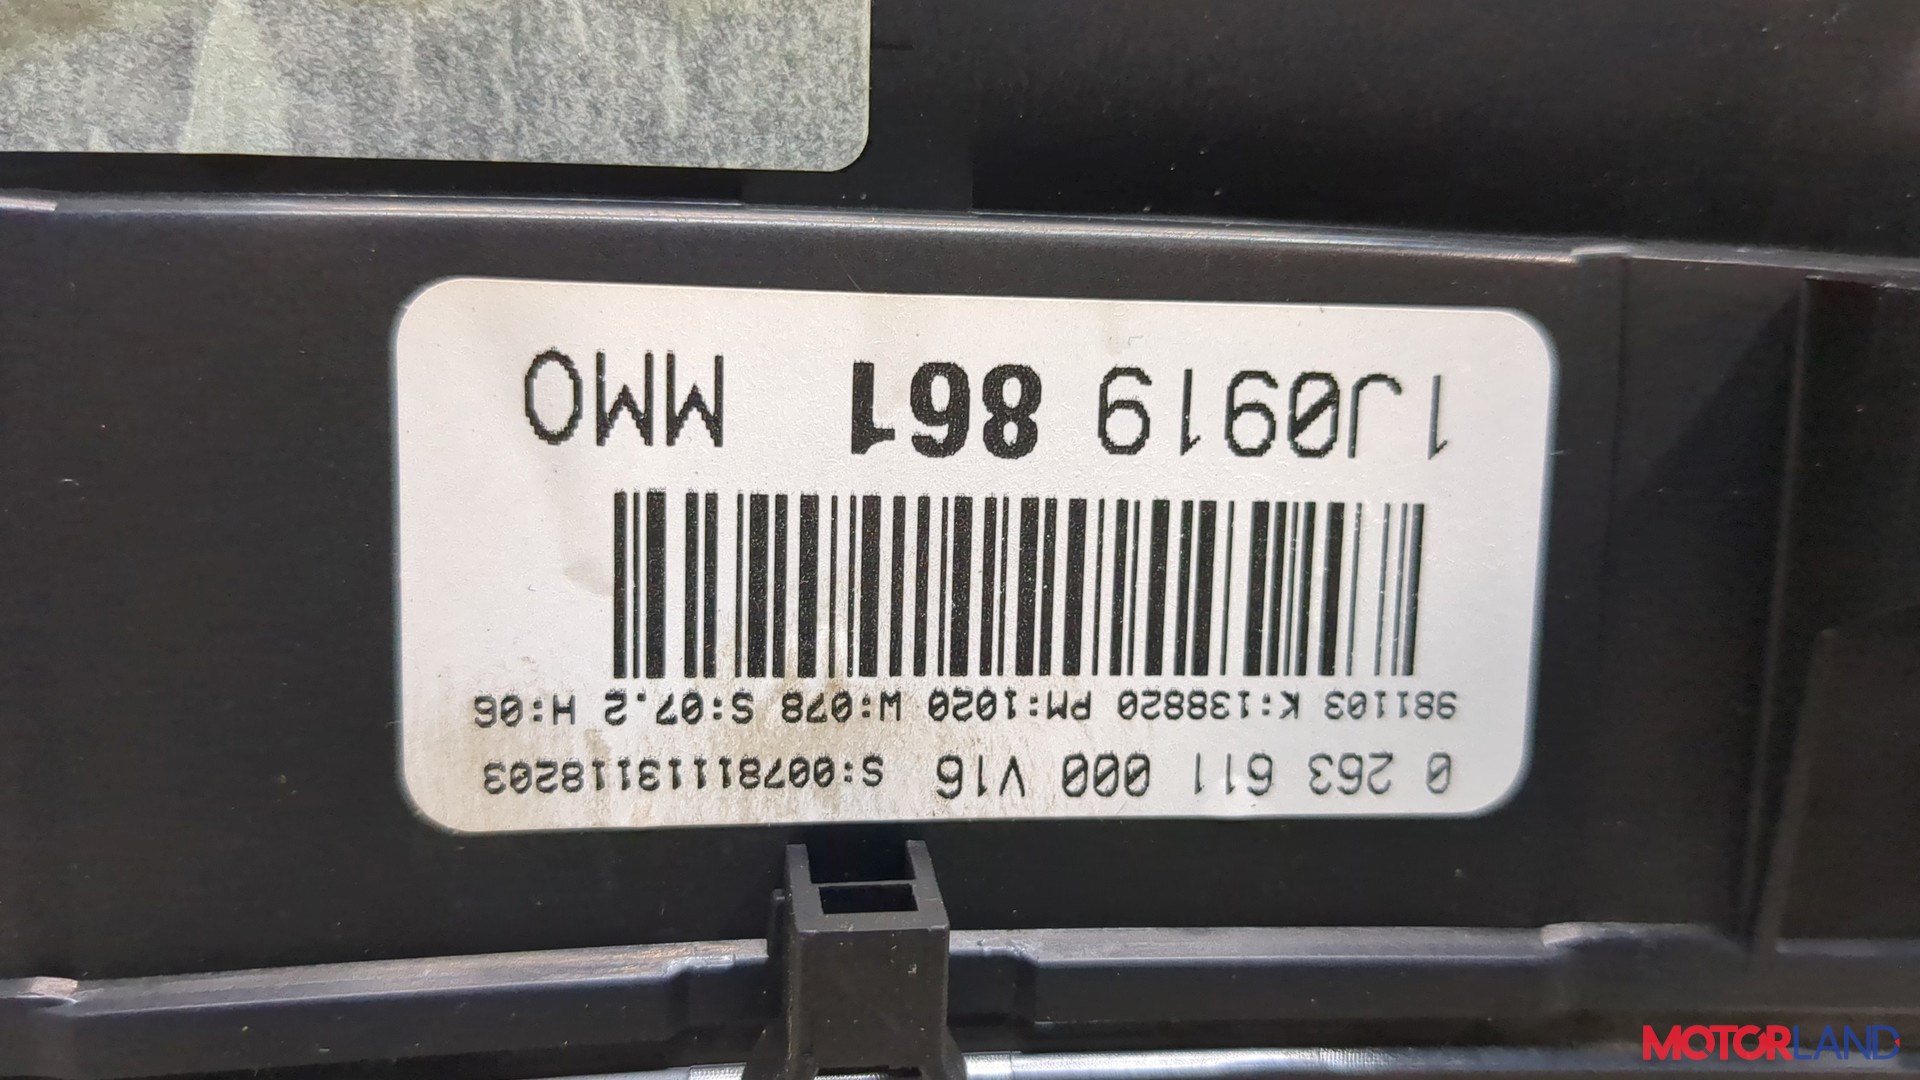 0 263 611 000 V16 S:00781113118203
981103 K:138820 PM:1020 W:078 S:07.2 H:06
1J0919 861 MMO
MOTORLAND